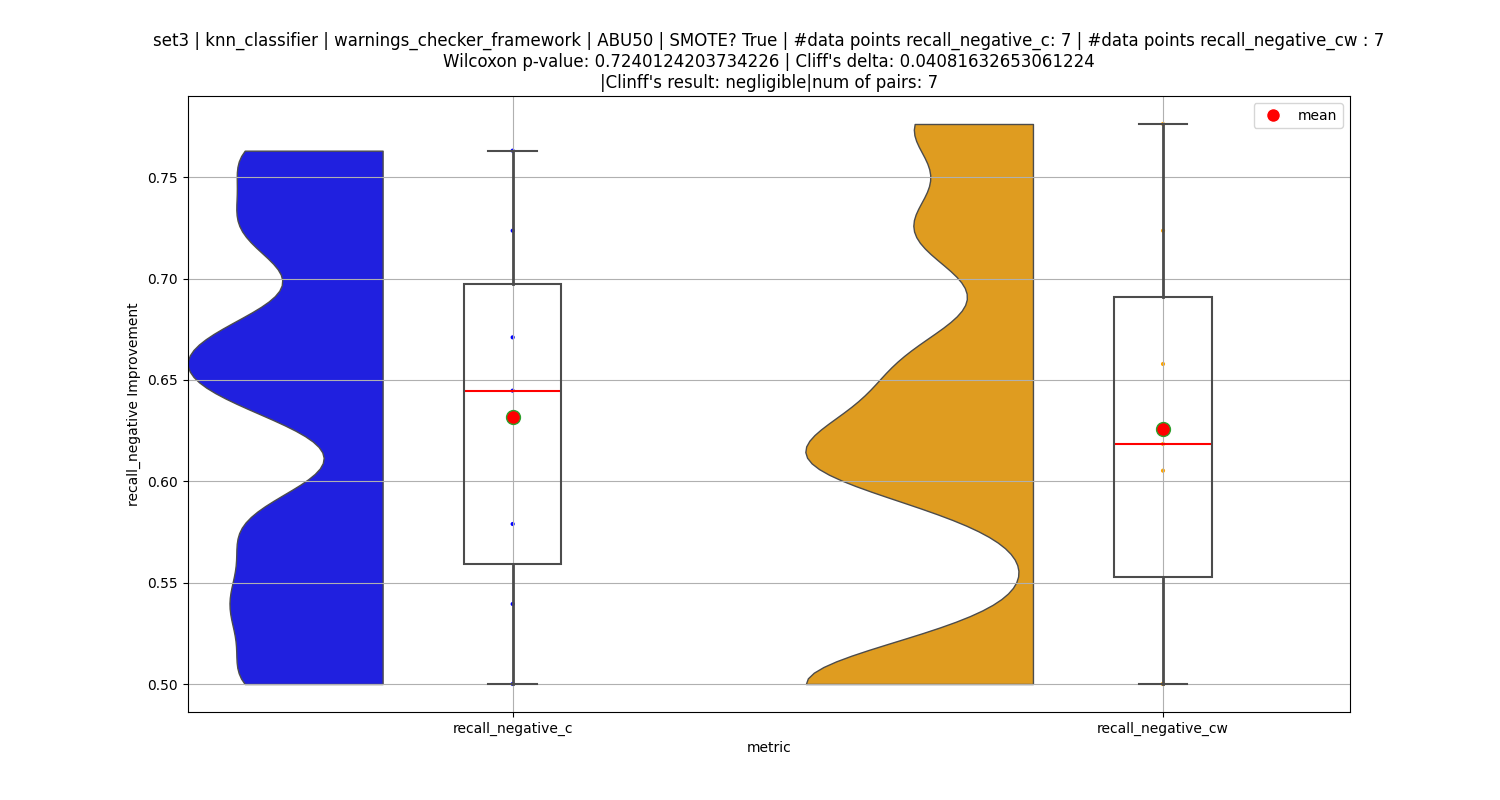 set3 | knn_classifier | warnings_checker_framework | ABU50 | SMOTE? True | #data points recall_negative_c: 7 | #data points recall_negative_cw : 7
Wilcoxon p-value: 0.7240124203734226 | Cliff's delta: 0.04081632653061224
|Clinff's result: negligible|num of pairs: 7
mean
0.75
0.70
0.65
0.60
0.55
0.50
recall_negative Improvement
recall_negative_c
recall_negative_cw
metric